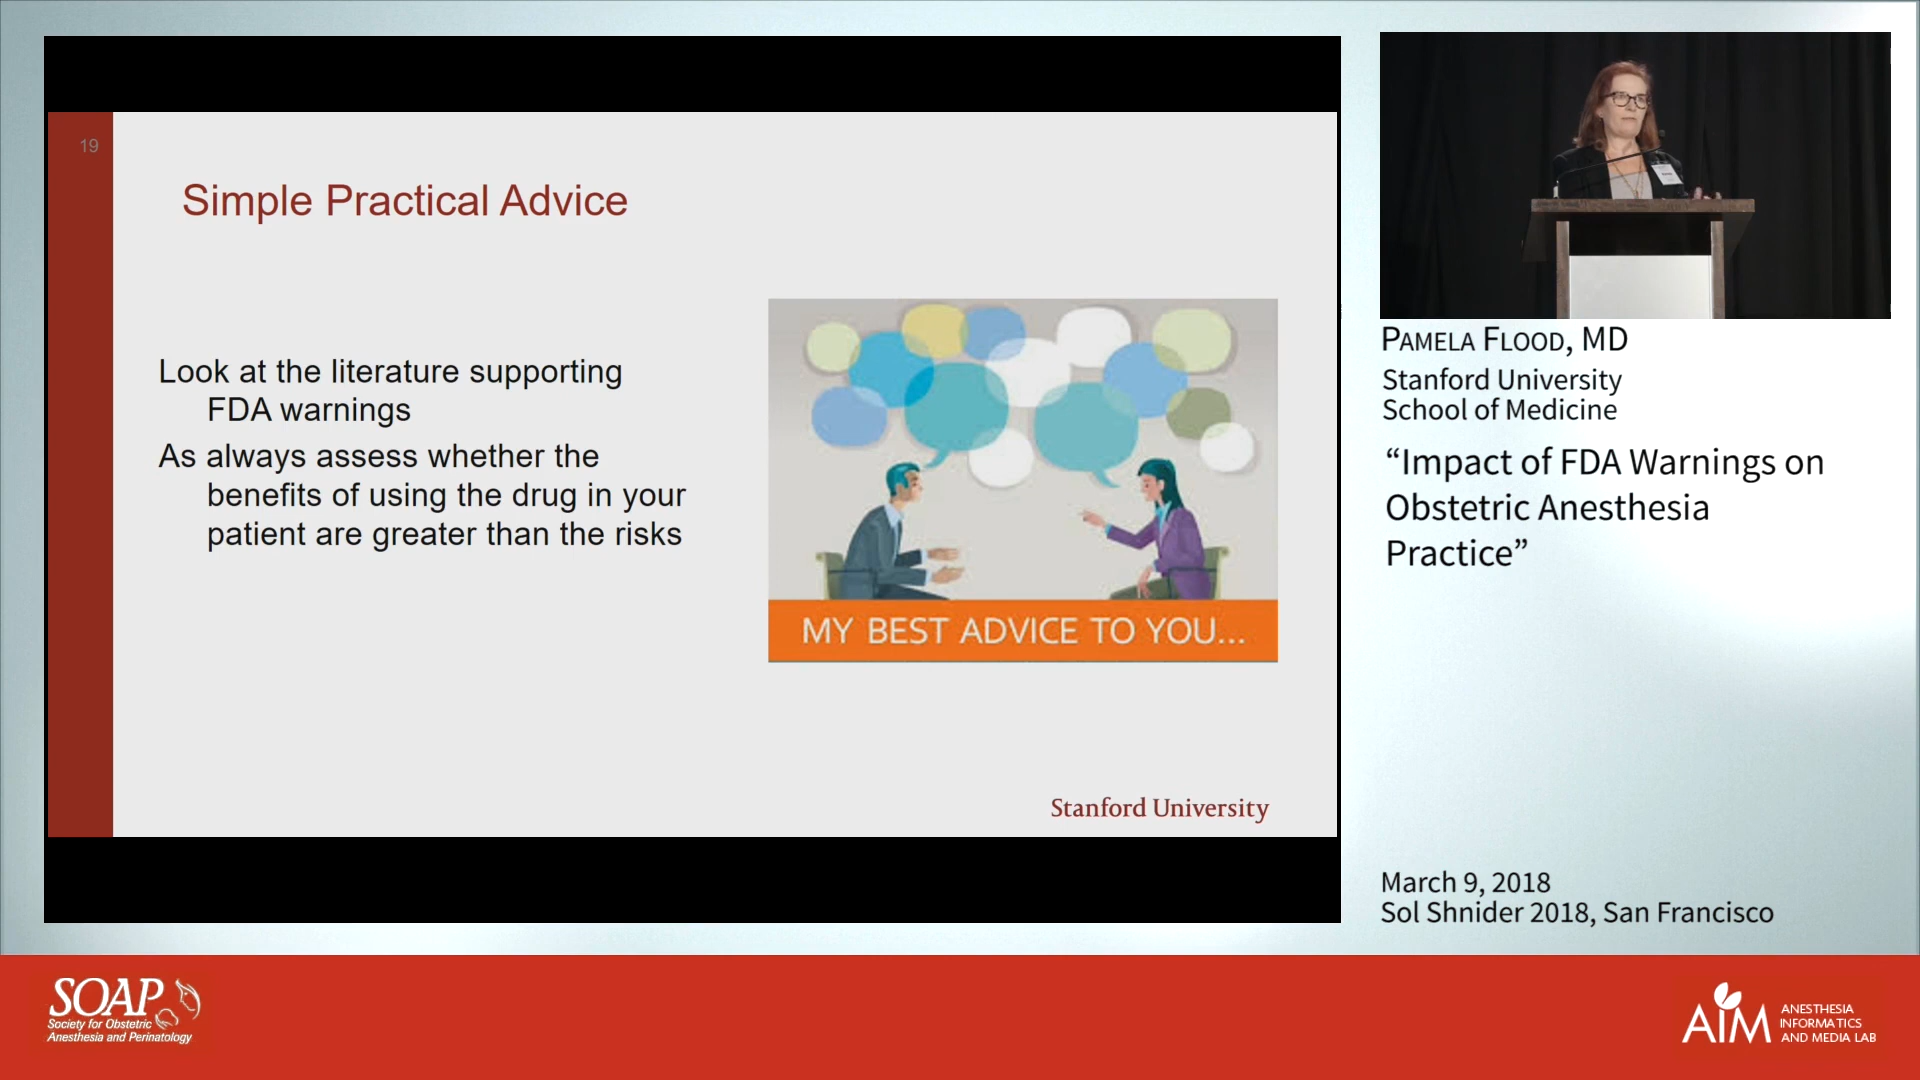 19
Simple Practical Advice
Look at the literature supporting
FDA warnings
As always assess whether the
benefits of using the drug in your
patient are greater than the risks
MY BEST ADVICE TO YOU...
Stanford University
PAMELA FLOOD, MD
Stanford University
School of Medicine
“Impact of FDA Warnings on
Obstetric Anesthesia
Practice”
March 9, 2018
Sol Shnider 2018, San Francisco
SOAP
Society for Obstetric
Anesthesia and Perinatology
AIM
ANESTHESIA
INFORMATICS
AND MEDIA LAB